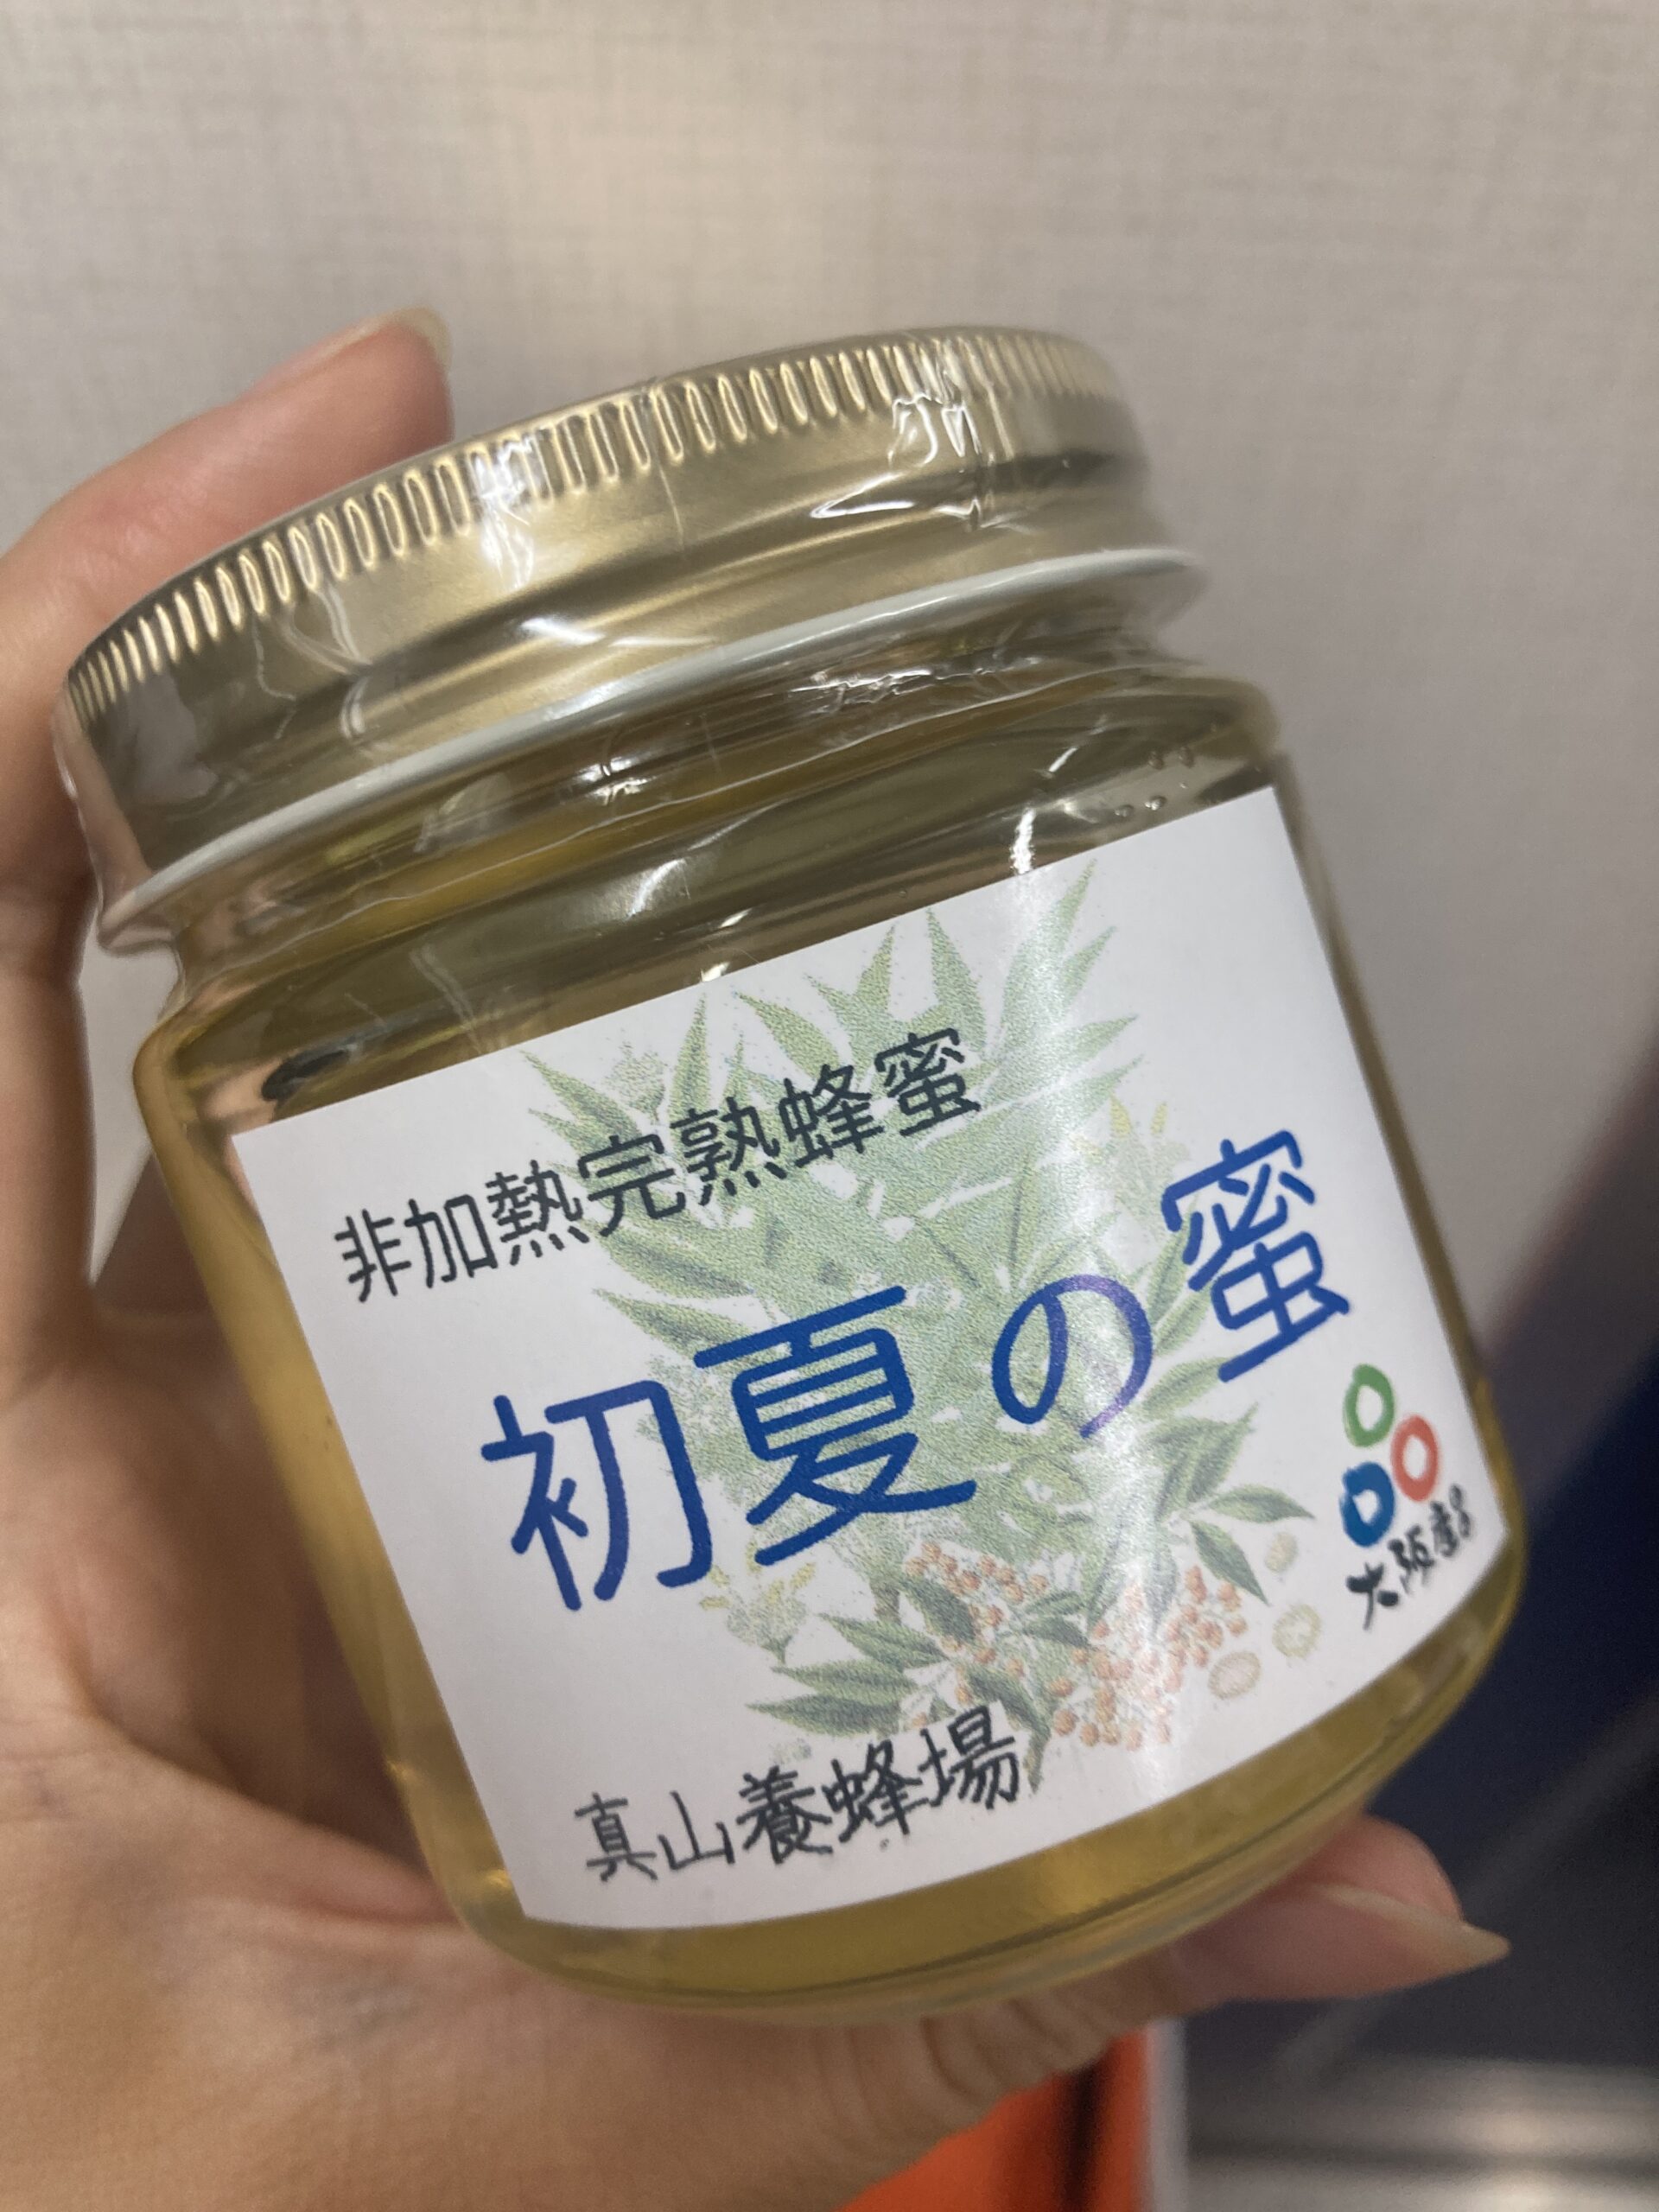 非加熱完熟蜂蜜
初夏の蜜
大阪産
真山養蜂場